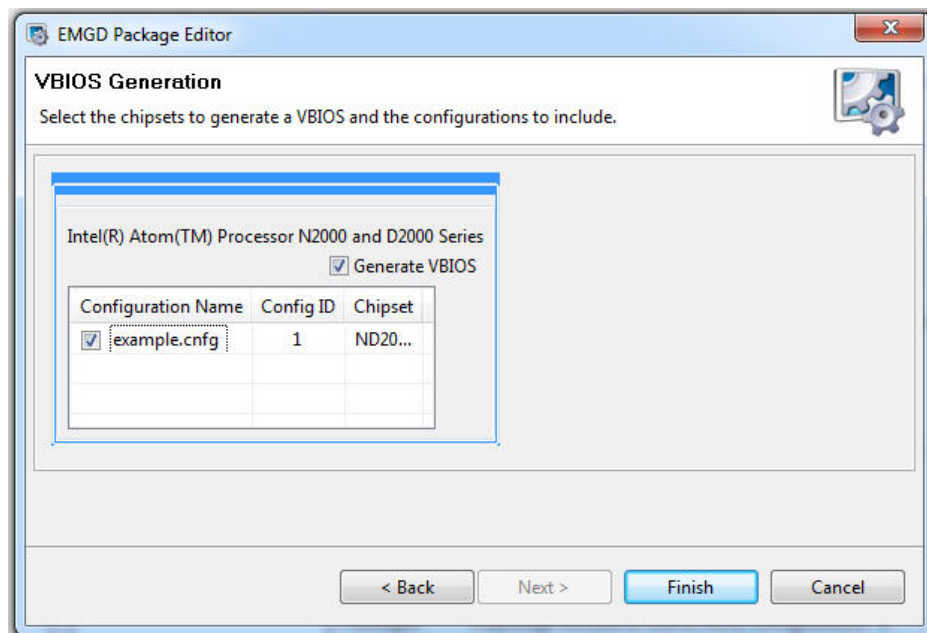 EMGD Package Editor
VBIOS Generation
Select the chipsets to generate a VBIOS and the configurations to include.
Intel(R) Atom(TM) Processor N2000 and D2000 Series
Generate VBIOS
Configuration Name Config ID Chipset
example.cnfg 1 ND20...
< Back Next > Finish Cancel